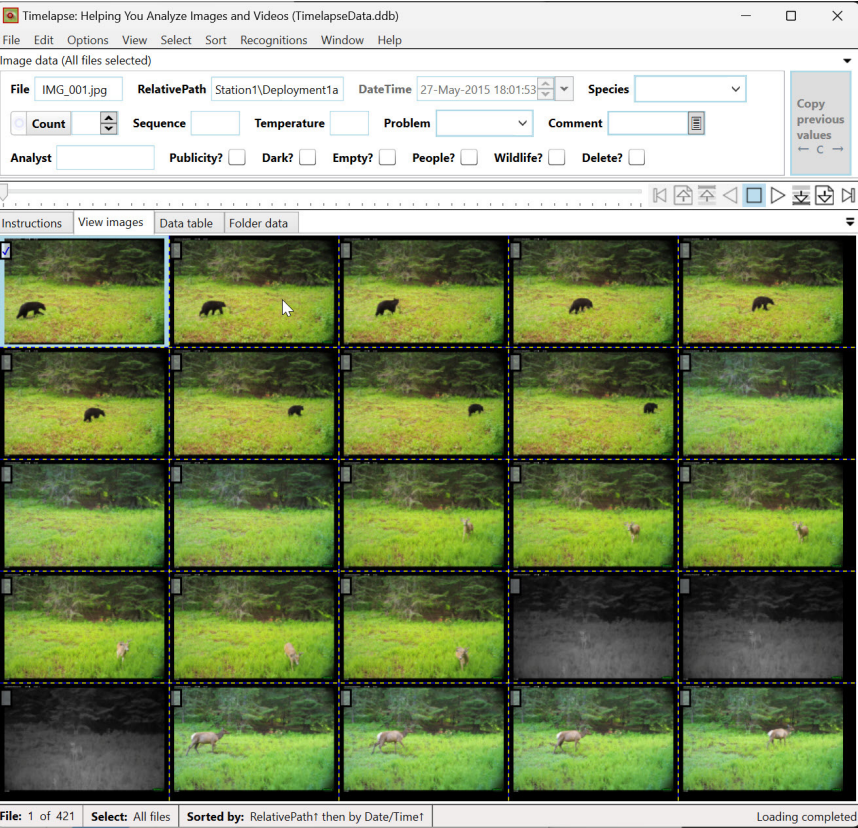 Timelapse: Helping You Analyze Images and Videos (TimelapseData.ddb)
File Edit Options View Select Sort Recognitions Window Help
Image data (All files selected)
File IMG_001.jpg RelativePath Station1\Deployment1a DateTime 27-May-2015 18:01:53 Species
Count Sequence Temperature Problem Comment
Analyst Publicity? Dark? Empty? People? Wildlife? Delete?
Copy
previous
values
← C →
Instructions View images Data table Folder data
File: 1 of 421 Select: All files Sorted by: RelativePath↑ then by Date/Time↑ Loading completed